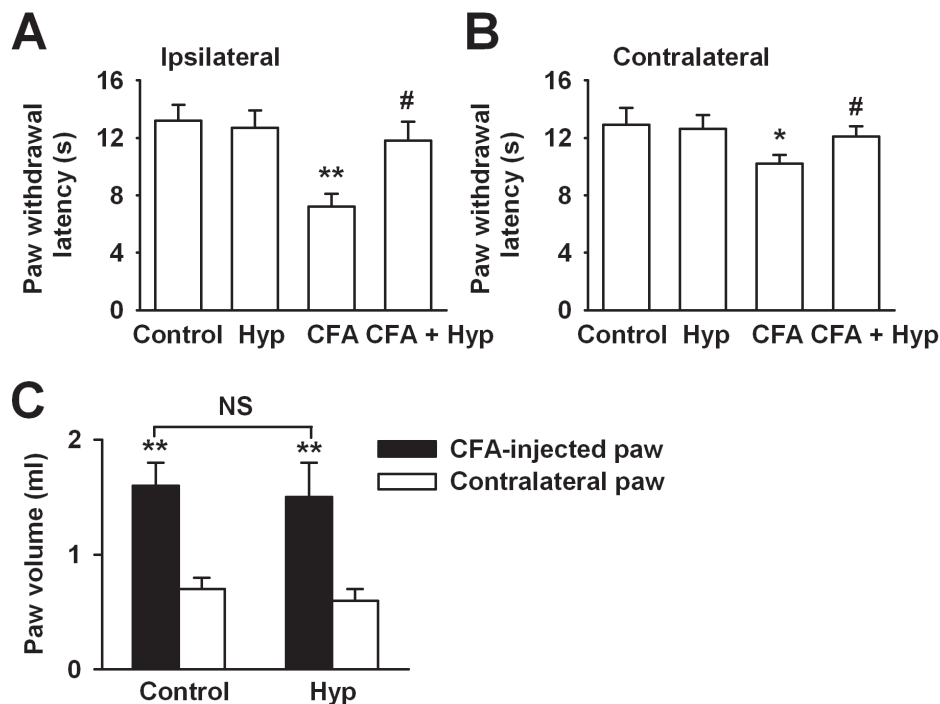 A
Ipsilateral
Paw withdrawal
latency (s)
16
12
8
4
0
**
#
Control Hyp CFA CFA + Hyp
B
Contralateral
Paw withdrawal
latency (s)
16
12
8
4
0
*
#
Control Hyp CFA CFA + Hyp
C
NS
Paw volume (ml)
2
1
0
** **
CFA-injected paw
Contralateral paw
Control Hyp